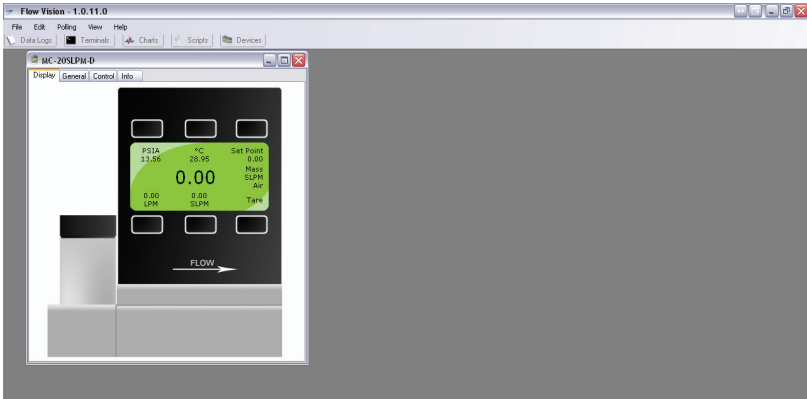 Flow Vision - 1.0.11.0
File Edit Polling View Help
Data Logs Terminals Charts Scripts Devices
MC-20SLPM-D
Display General Control Info
PSIA °C Set Point
13.56 28.95 0.00
Mass
0.00 SLPM
Air
0.00 0.00 Tare
LPM SLPM
FLOW